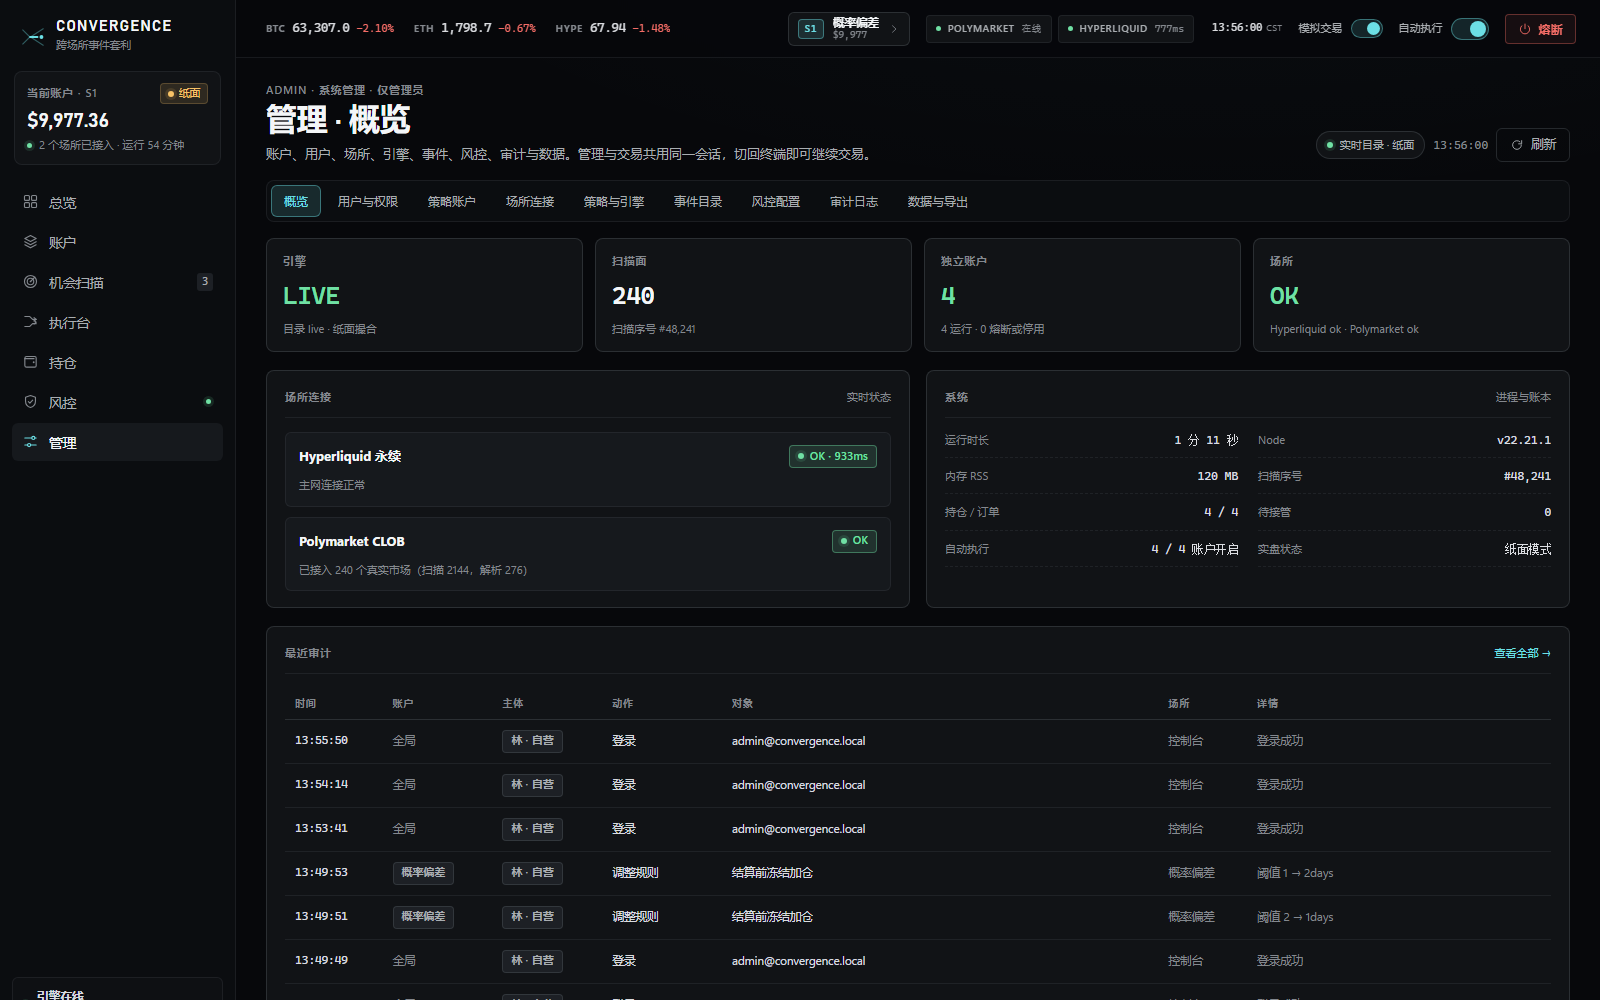 CONVERGENCE
跨场所事件套利
当前账户 · S1
纸面
$9,977.36
2 个场所已接入 · 运行 54 分钟
总览
账户
机会扫描
3
执行台
持仓
风控
管理
引擎在线
BTC 63,307.0 −2.10%
ETH 1,798.7 −0.67%
HYPE 67.94 −1.48%
S1
概率偏差
$9,977
POLYMARKET 在线
HYPERLIQUID 777ms
13:56:00 CST
模拟交易
自动执行
熔断
ADMIN · 系统管理 · 仅管理员
管理 · 概览
账户、用户、场所、引擎、事件、风控、审计与数据。管理与交易共用同一会话，切回终端即可继续交易。
实时目录 · 纸面
13:56:00
刷新
概览
用户与权限
策略账户
场所连接
策略与引擎
事件目录
风控配置
审计日志
数据与导出
引擎
LIVE
目录 live · 纸面撮合
扫描面
240
扫描序号 #48,241
独立账户
4
4 运行 · 0 熔断或停用
场所
OK
Hyperliquid ok · Polymarket ok
场所连接
实时状态
Hyperliquid 永续
OK · 933ms
主网连接正常
Polymarket CLOB
OK
已接入 240 个真实市场（扫描 2144，解析 276）
系统
进程与账本
运行时长 1 分 11 秒
Node v22.21.1
内存 RSS 120 MB
扫描序号 #48,241
持仓 / 订单 4 / 4
待接管 0
自动执行 4 / 4 账户开启
实盘状态 纸面模式
最近审计
查看全部 →
时间 账户 主体 动作 对象 场所 详情
13:55:50 全局 林 · 自营 登录 admin@convergence.local 控制台 登录成功
13:54:14 全局 林 · 自营 登录 admin@convergence.local 控制台 登录成功
13:53:41 全局 林 · 自营 登录 admin@convergence.local 控制台 登录成功
13:49:53 概率偏差 林 · 自营 调整规则 结算前冻结加仓 概率偏差 阈值 1 → 2days
13:49:51 概率偏差 林 · 自营 调整规则 结算前冻结加仓 概率偏差 阈值 2 → 1days
13:49:49 全局 林 · 自营 登录 admin@convergence.local 控制台 登录成功